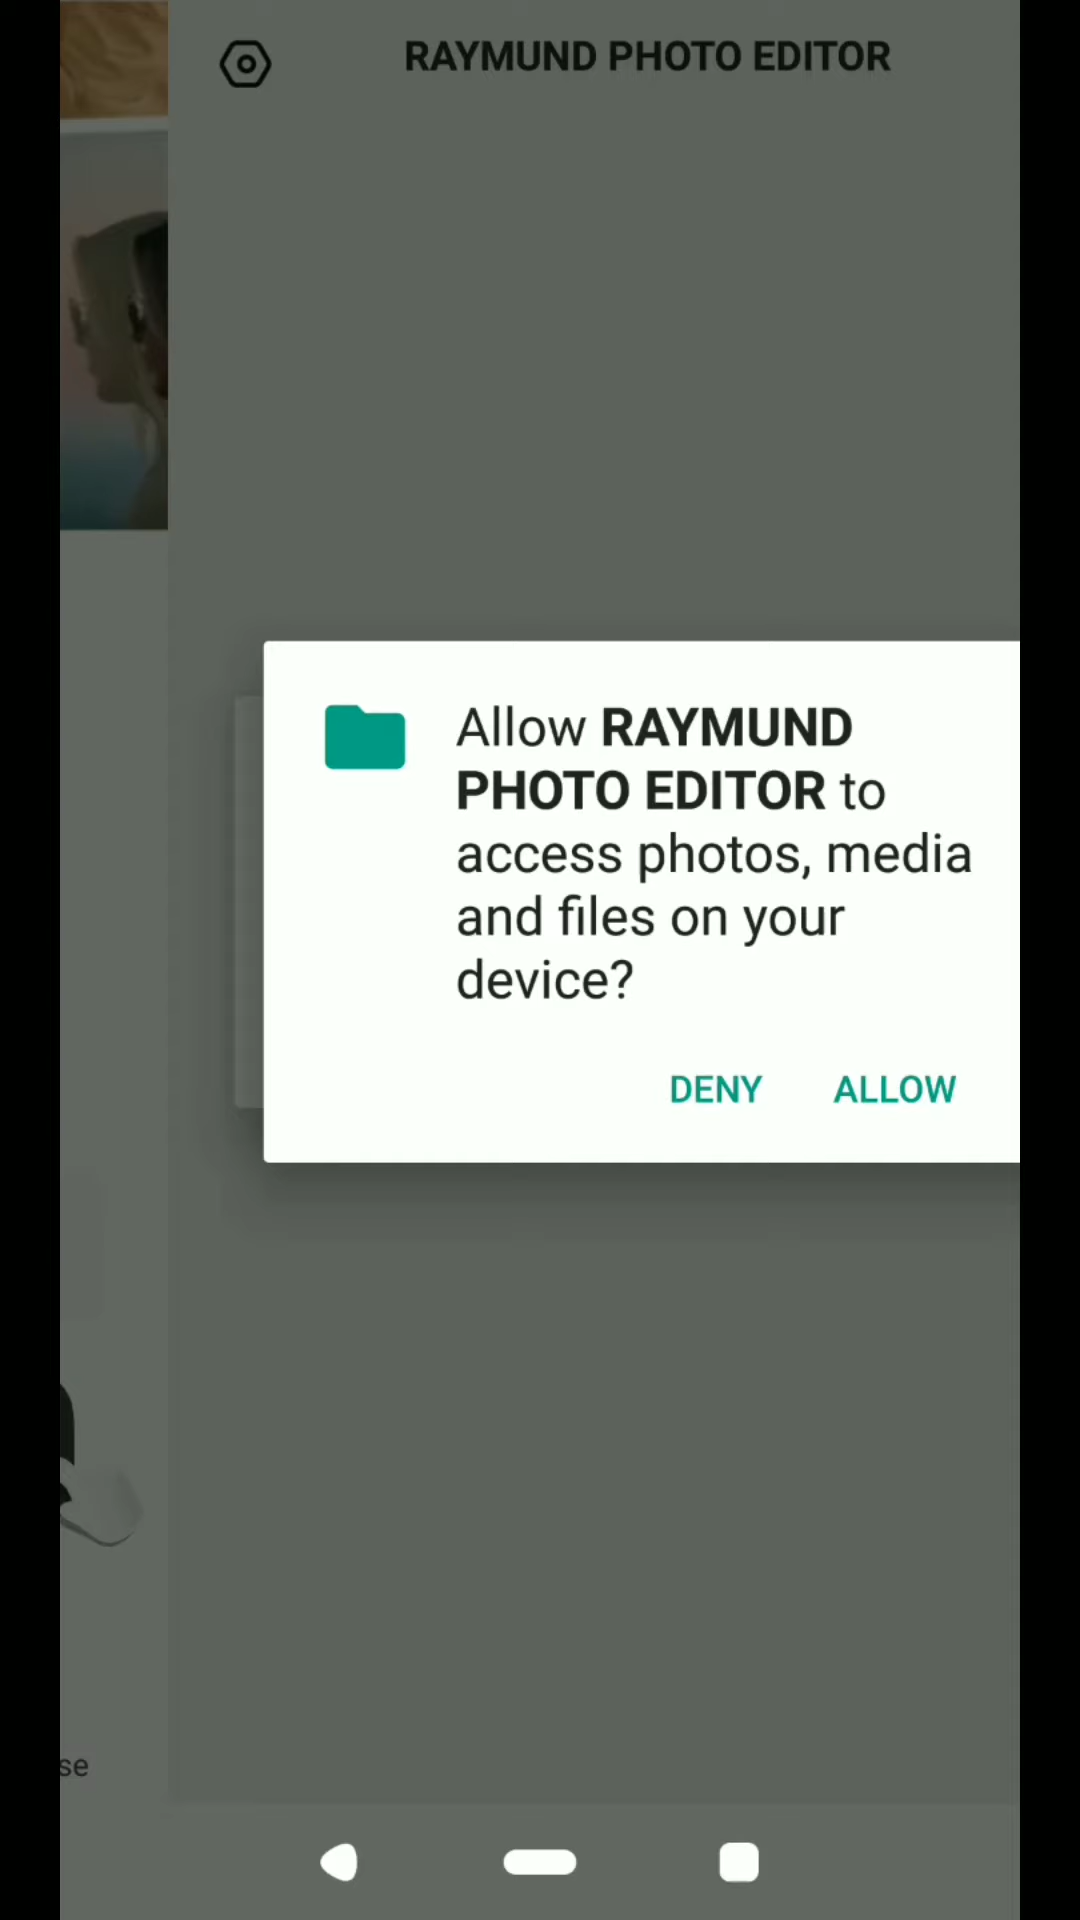 RAYMUND PHOTO EDITOR
Allow RAYMUND
PHOTO EDITOR to
access photos, media
and files on your
device?
DENY ALLOW
se